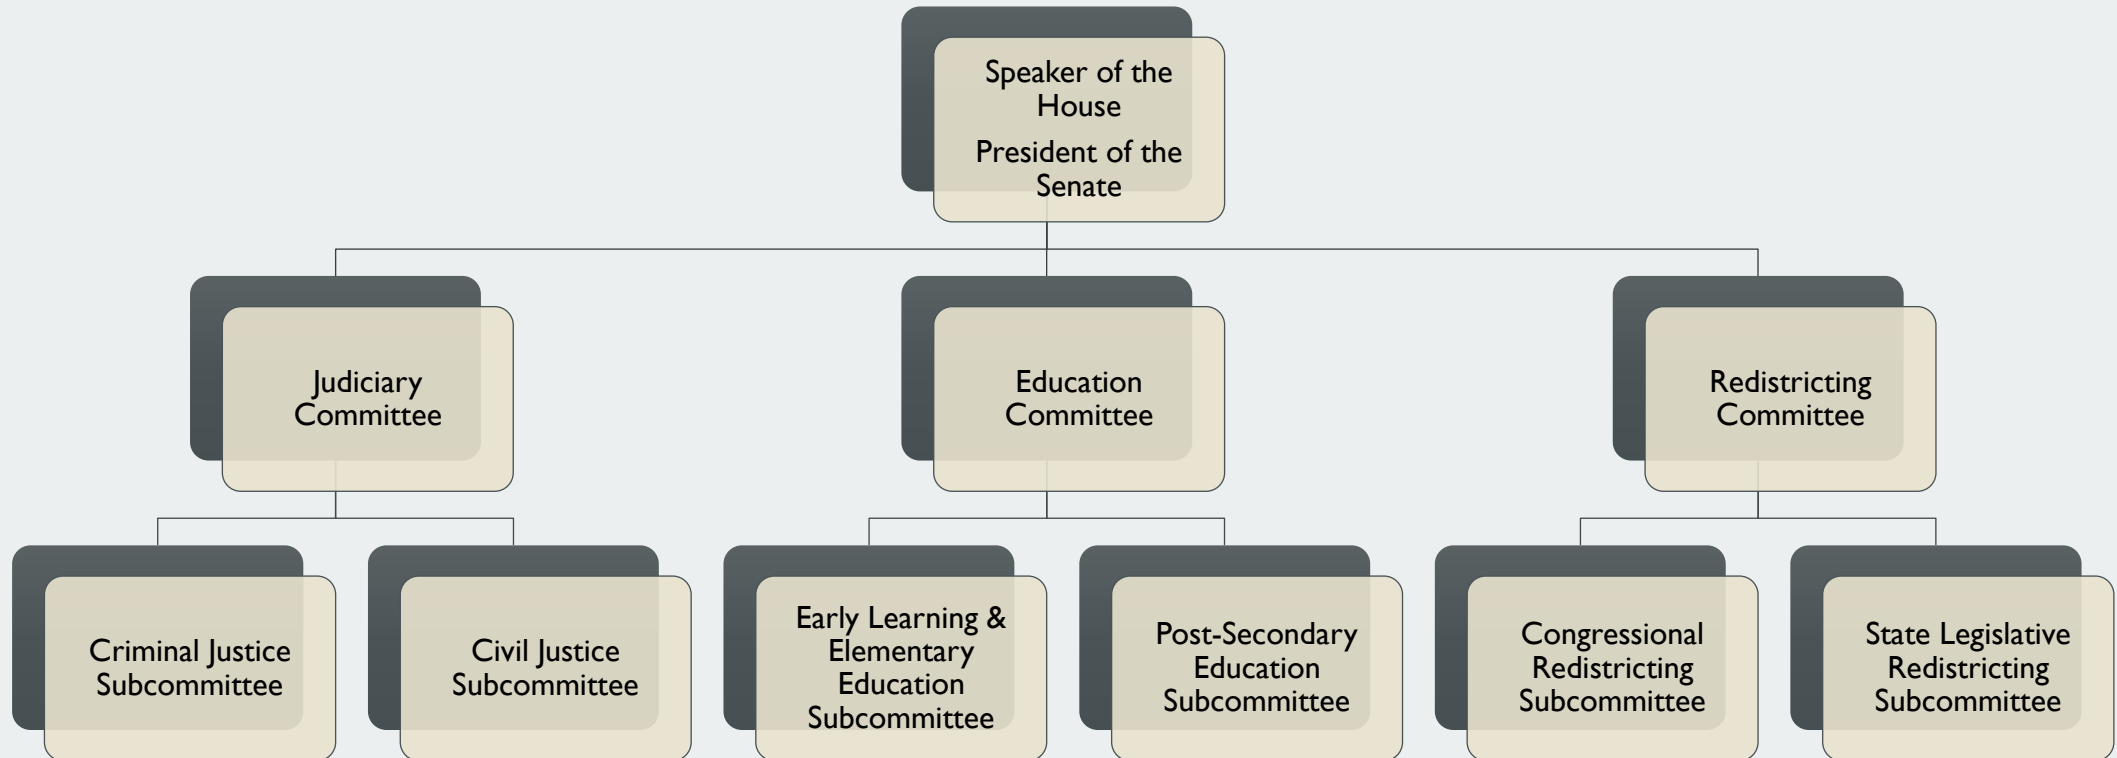 Speaker of the
House
President of the
Senate
Judiciary
Committee
Education
Committee
Redistricting
Committee
Criminal Justice
Subcommittee
Civil Justice
Subcommittee
Early Learning &
Elementary
Education
Subcommittee
Post-Secondary
Education
Subcommittee
Congressional
Redistricting
Subcommittee
State Legislative
Redistricting
Subcommittee